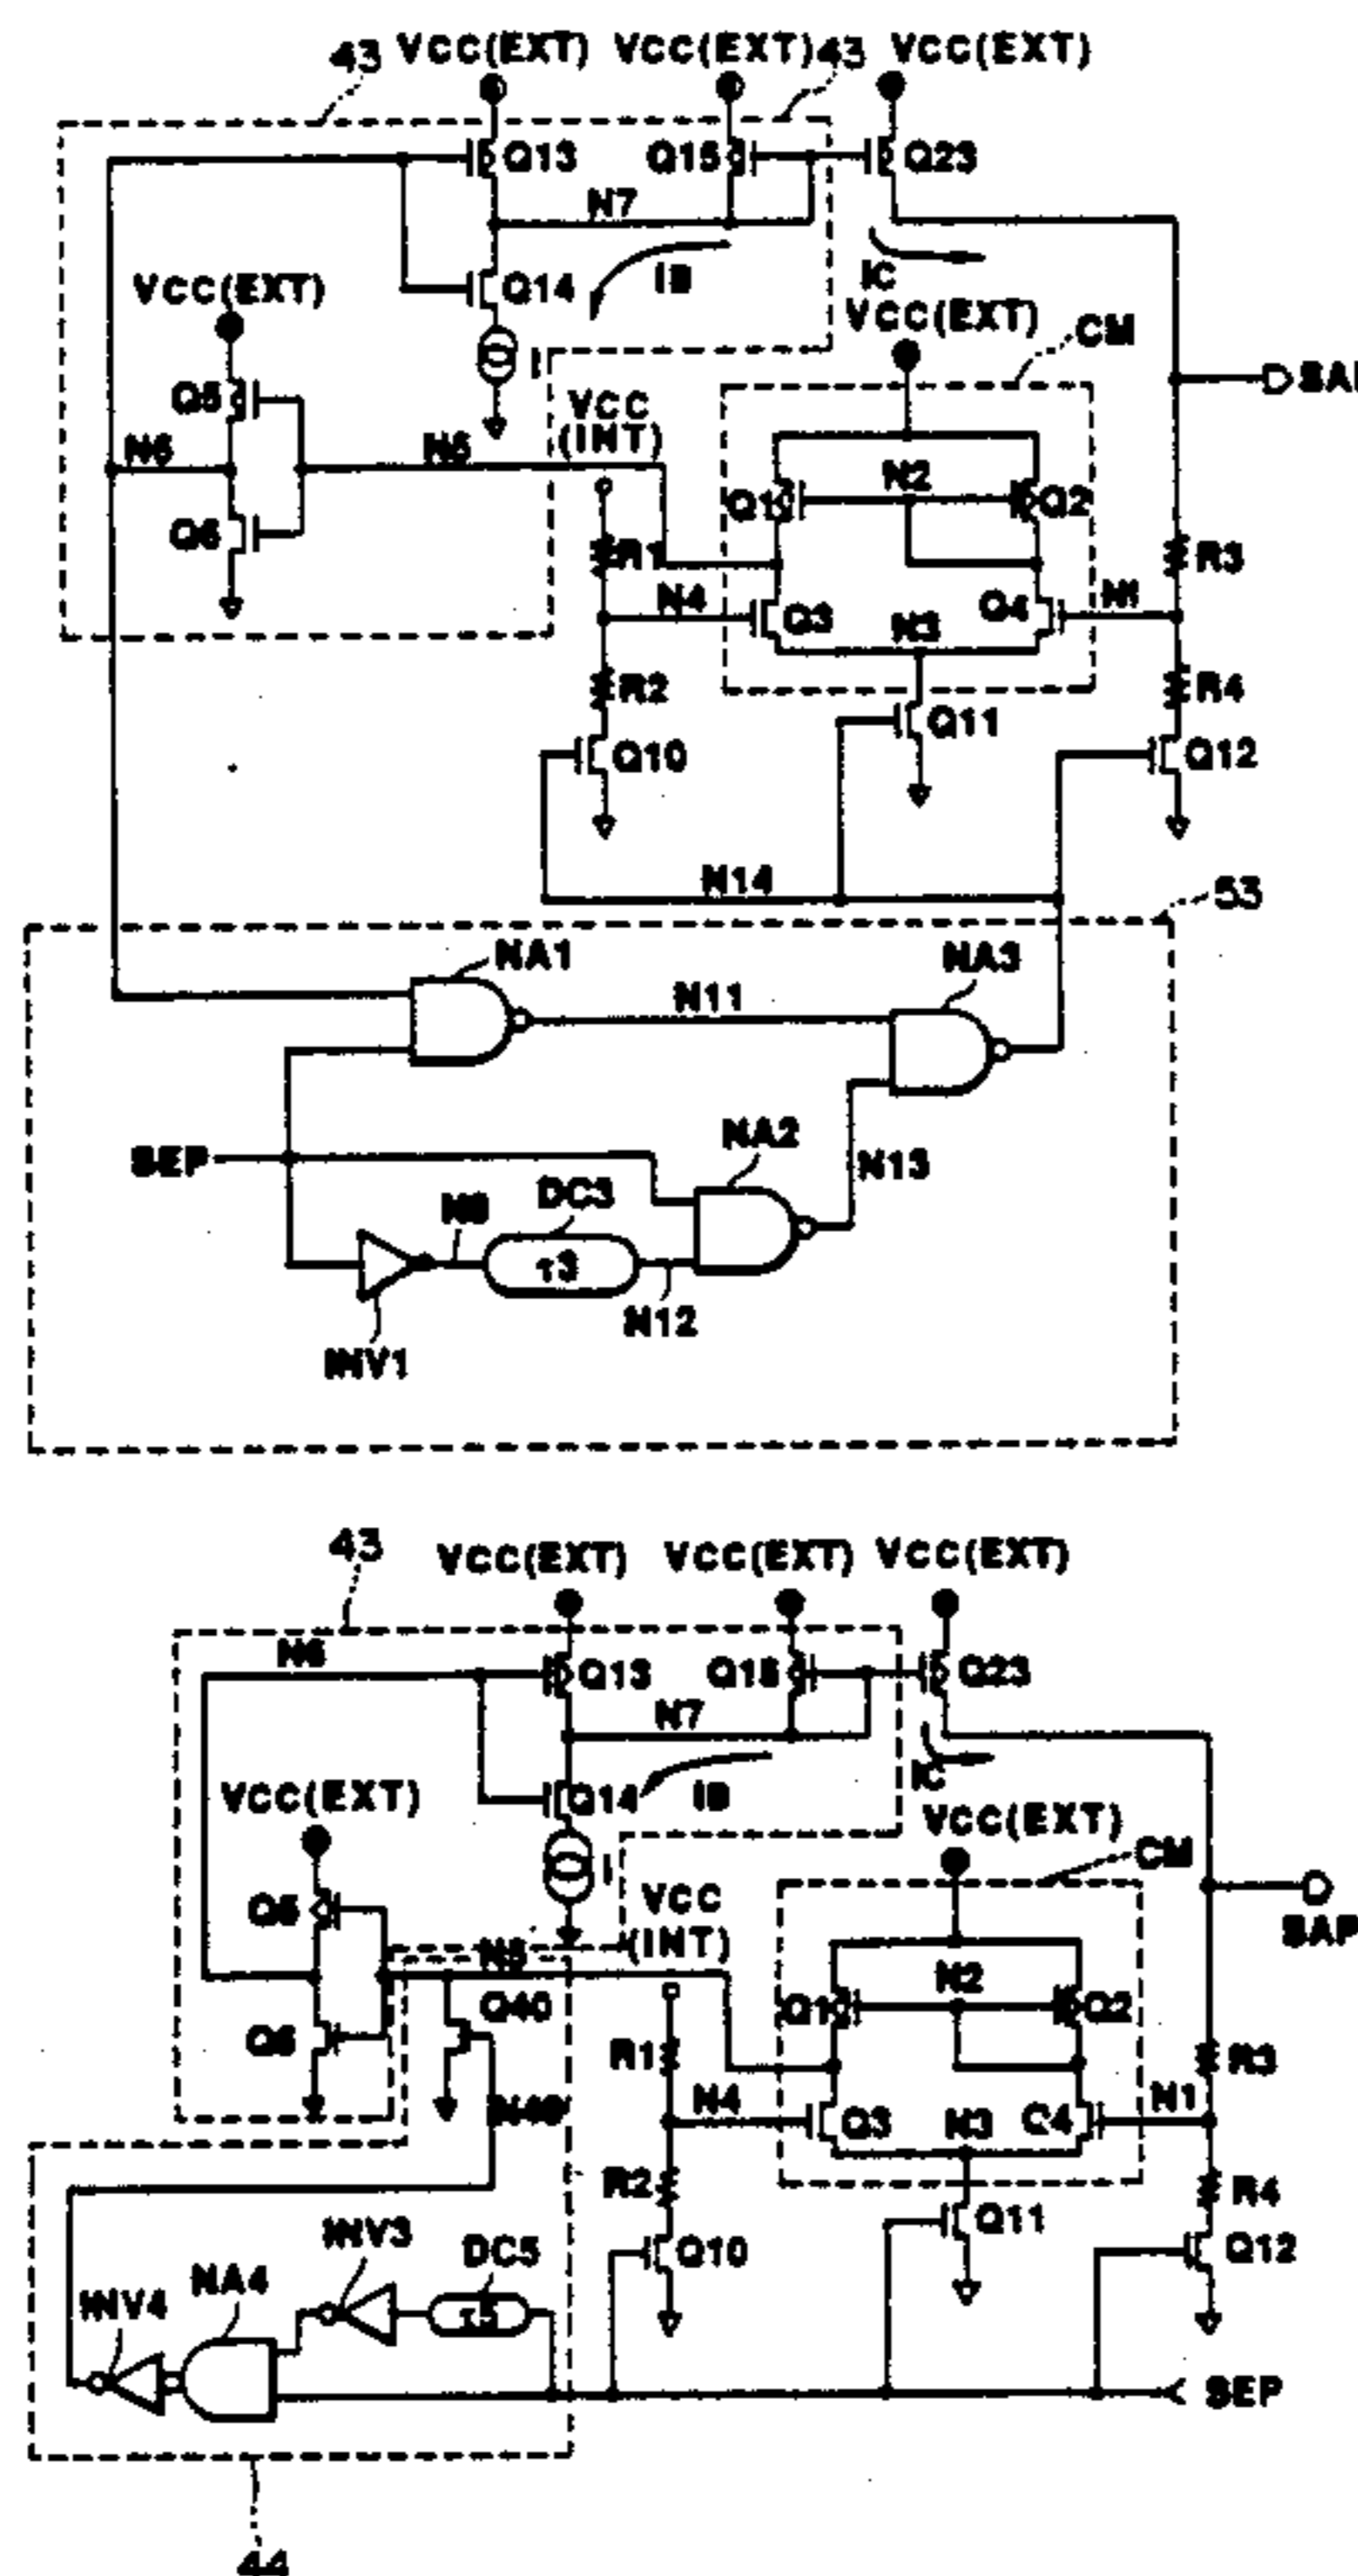 43 VCC(EXT) VCC(EXT) 43 VCC(EXT)
Q13 Q15 Q23
N7
IB IC
Q14
VCC(EXT) VCC(EXT) CM
I
Q5 VCC SAP
N6 N5 (INT)
N2
Q1 Q2
Q6
R1 R3
N4 Q3 Q4 N1
N3
R2 R4
Q11
Q10 Q12
N14
53
NA1 NA3
N11
NA2
SEP N13
N9 DC3
τ3
N12
INV1
43 VCC(EXT) VCC(EXT) VCC(EXT)
N6
Q13 Q15 Q23
N7
IC
VCC(EXT) Q14 IB
VCC(EXT) CM
I
Q5 VCC
N5 (INT) SAP
N2
Q40 Q1 Q2
Q6 R1 R3
N4 N1
Q3 N3 Q4
R2 R4
INV3 DC5 Q11
NA4 Q10 Q12
INV4 τ5
SEP
44